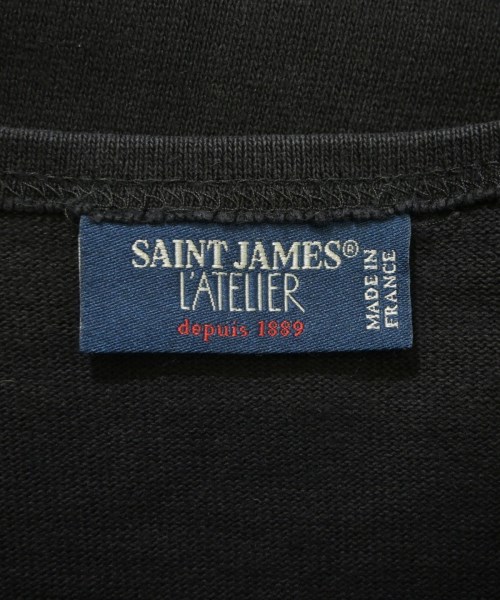 SAINT JAMES®
L'ATELIER
depuis 1889
MADE IN
FRANCE